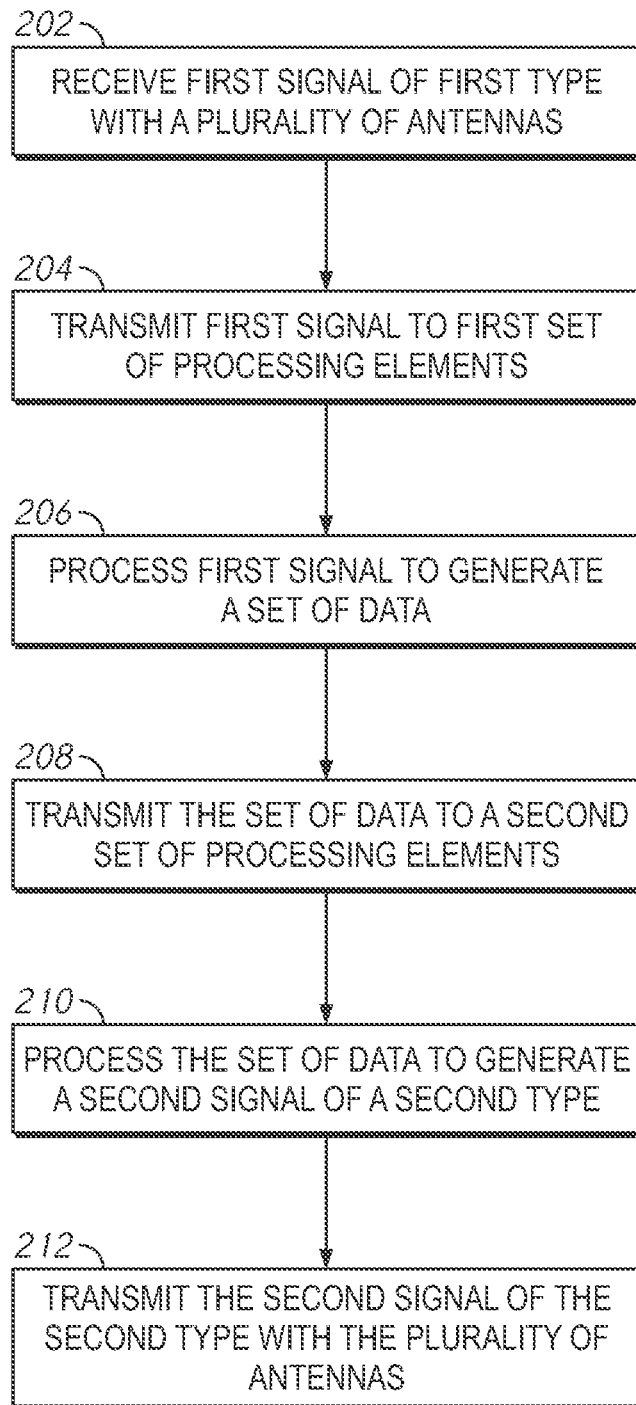 202
RECEIVE FIRST SIGNAL OF FIRST TYPE
WITH A PLURALITY OF ANTENNAS
204
TRANSMIT FIRST SIGNAL TO FIRST SET
OF PROCESSING ELEMENTS
206
PROCESS FIRST SIGNAL TO GENERATE
A SET OF DATA
208
TRANSMIT THE SET OF DATA TO A SECOND
SET OF PROCESSING ELEMENTS
210
PROCESS THE SET OF DATA TO GENERATE
A SECOND SIGNAL OF A SECOND TYPE
212
TRANSMIT THE SECOND SIGNAL OF THE
SECOND TYPE WITH THE PLURALITY OF
ANTENNAS